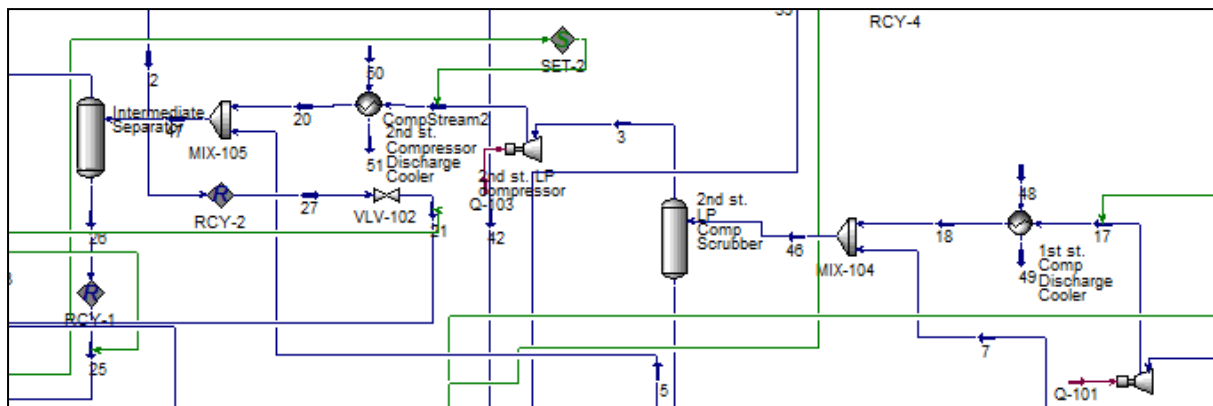 35
RCY-4
SET-2
2
50
Intermediate
Separator
47
MIX-105
20
CompStream2
2nd st.
Compressor
Discharge
Cooler
51
3
2nd st. LP
compressor
Q-103
RCY-2
27
VLV-102
21
S
42
26
RCY-1
25
2nd st.
LP
Comp
Scrubber
46
MIX-104
18
48
17
49
1st st.
Comp
Discharge
Cooler
7
5
Q-101
S
R
R